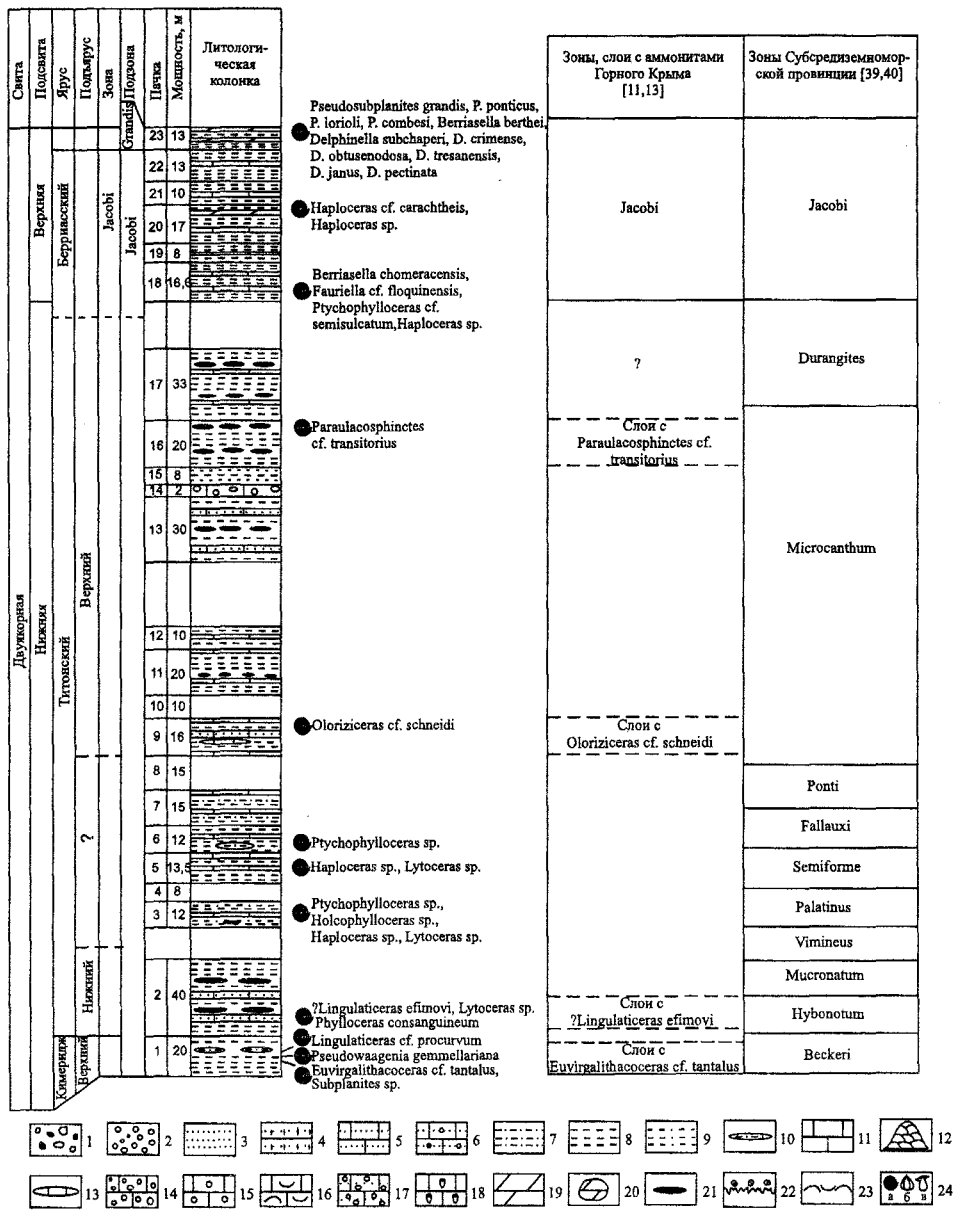 Свита
Подсвита
Ярус
Подъярус
Зона
Подзона
Пачка
Мощность, м
Литологи-
ческая
колонка
Зоны, слои с аммонитами
Горного Крыма
[11,13]
Зоны Субсредиземномор-
ской провинции [39,40]
Двуякорная
Верхняя
Нижняя
Берриасский
Титонский
Кимеридж
Верхний
?
Нижний
Верхний
Jacobi
Grandis
Jacobi
23 13
22 13
21 10
20 17
19 8
18 16,6
17 33
16 20
15 8
14 2
13 30
12 10
11 20
10 10
9 16
8 15
7 15
6 12
5 13,5
4 8
3 12
2 40
1 20
Pseudosubplanites grandis, P. ponticus,
P. lorioli, P. combesi, Berriasella berthei,
Delphinella subchaperi, D. crimense,
D. obtusenodosa, D. tresanensis,
D. janus, D. pectinata
Haploceras cf. carachtheis,
Haploceras sp.
Berriasella chomeracensis,
Fauriella cf. floquinensis,
Ptychophylloceras cf.
semisulcatum,Haploceras sp.
Paraulacosphinctes
cf. transitorius
Oloriziceras cf. schneidi
Ptychophylloceras sp.
Haploceras sp., Lytoceras sp.
Ptychophylloceras sp.,
Holcophylloceras sp.,
Haploceras sp., Lytoceras sp.
?Lingulaticeras efimovi, Lytoceras sp.
Phylloceras consanguineum
Lingulaticeras cf. procurvum
Pseudowaagenia gemmellariana
Euvirgalithacoceras cf. tantalus,
Subplanites sp.
Jacobi
?
Слои с
Paraulacosphinctes cf.
transitorius
Слои с
Oloriziceras cf. schneidi
Слои с
?Lingulaticeras efimovi
Слои с
Euvirgalithacoceras cf. tantalus
Jacobi
Durangites
Microcanthum
Ponti
Fallauxi
Semiforme
Palatinus
Vimineus
Mucronatum
Hybonotum
Beckeri
1 2 3 4 5 6 7 8 9 10 11 12
13 14 15 16 17 18 19 20 21 22 23 а б в 24